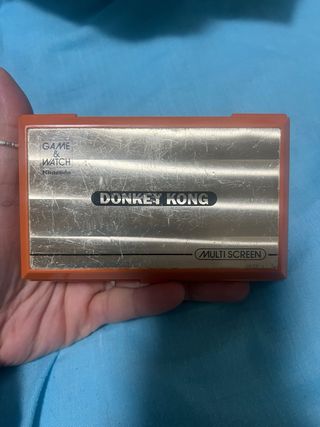 GAME
&
WATCH
Nintendo
DONKEY KONG
MULTI SCREEN